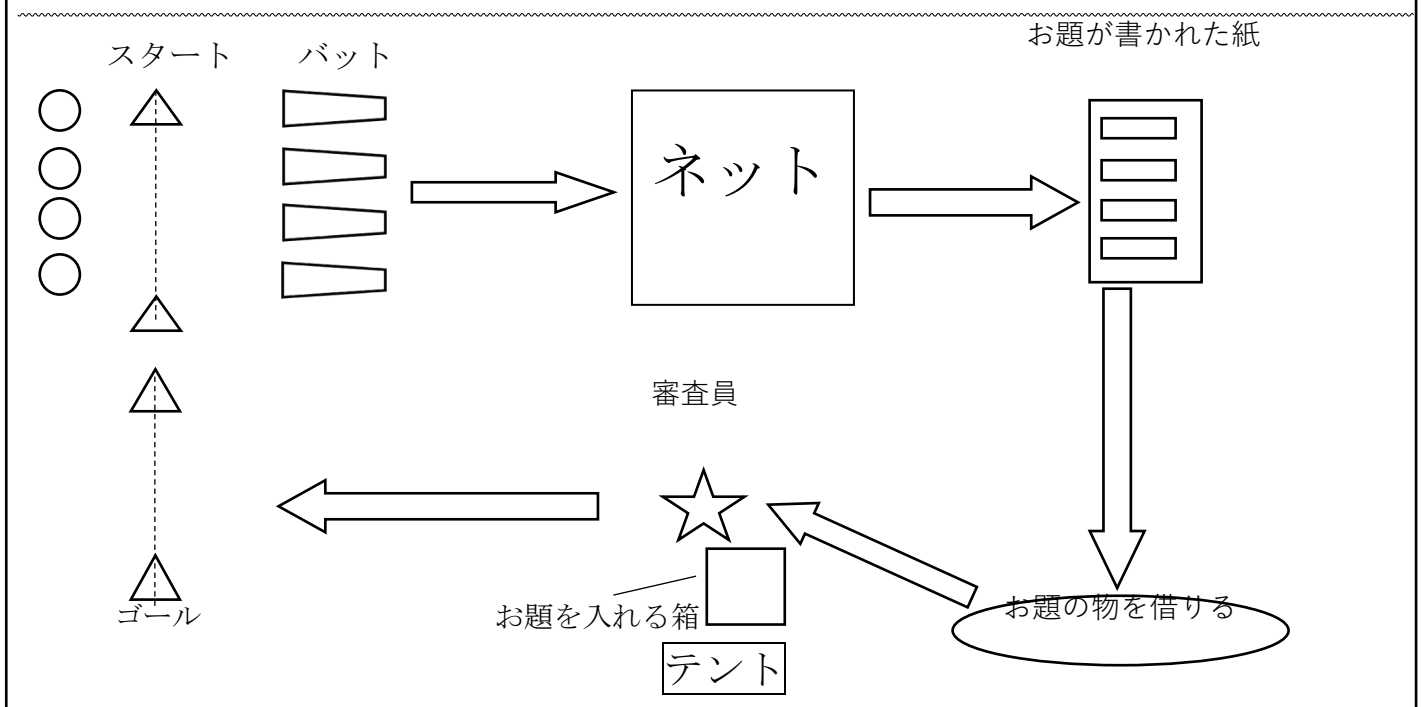 お題が書かれた紙
スタート
バット
ネット
審査員
お題を入れる箱
お題の物を借りる
ゴール
テント